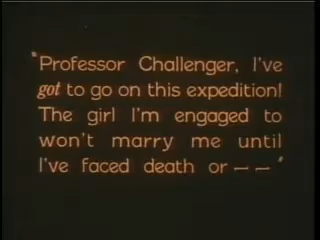 "Professor Challenger, I've
got to go on this expedition!
The girl I'm engaged to
won't marry me until
I've faced death or — —"